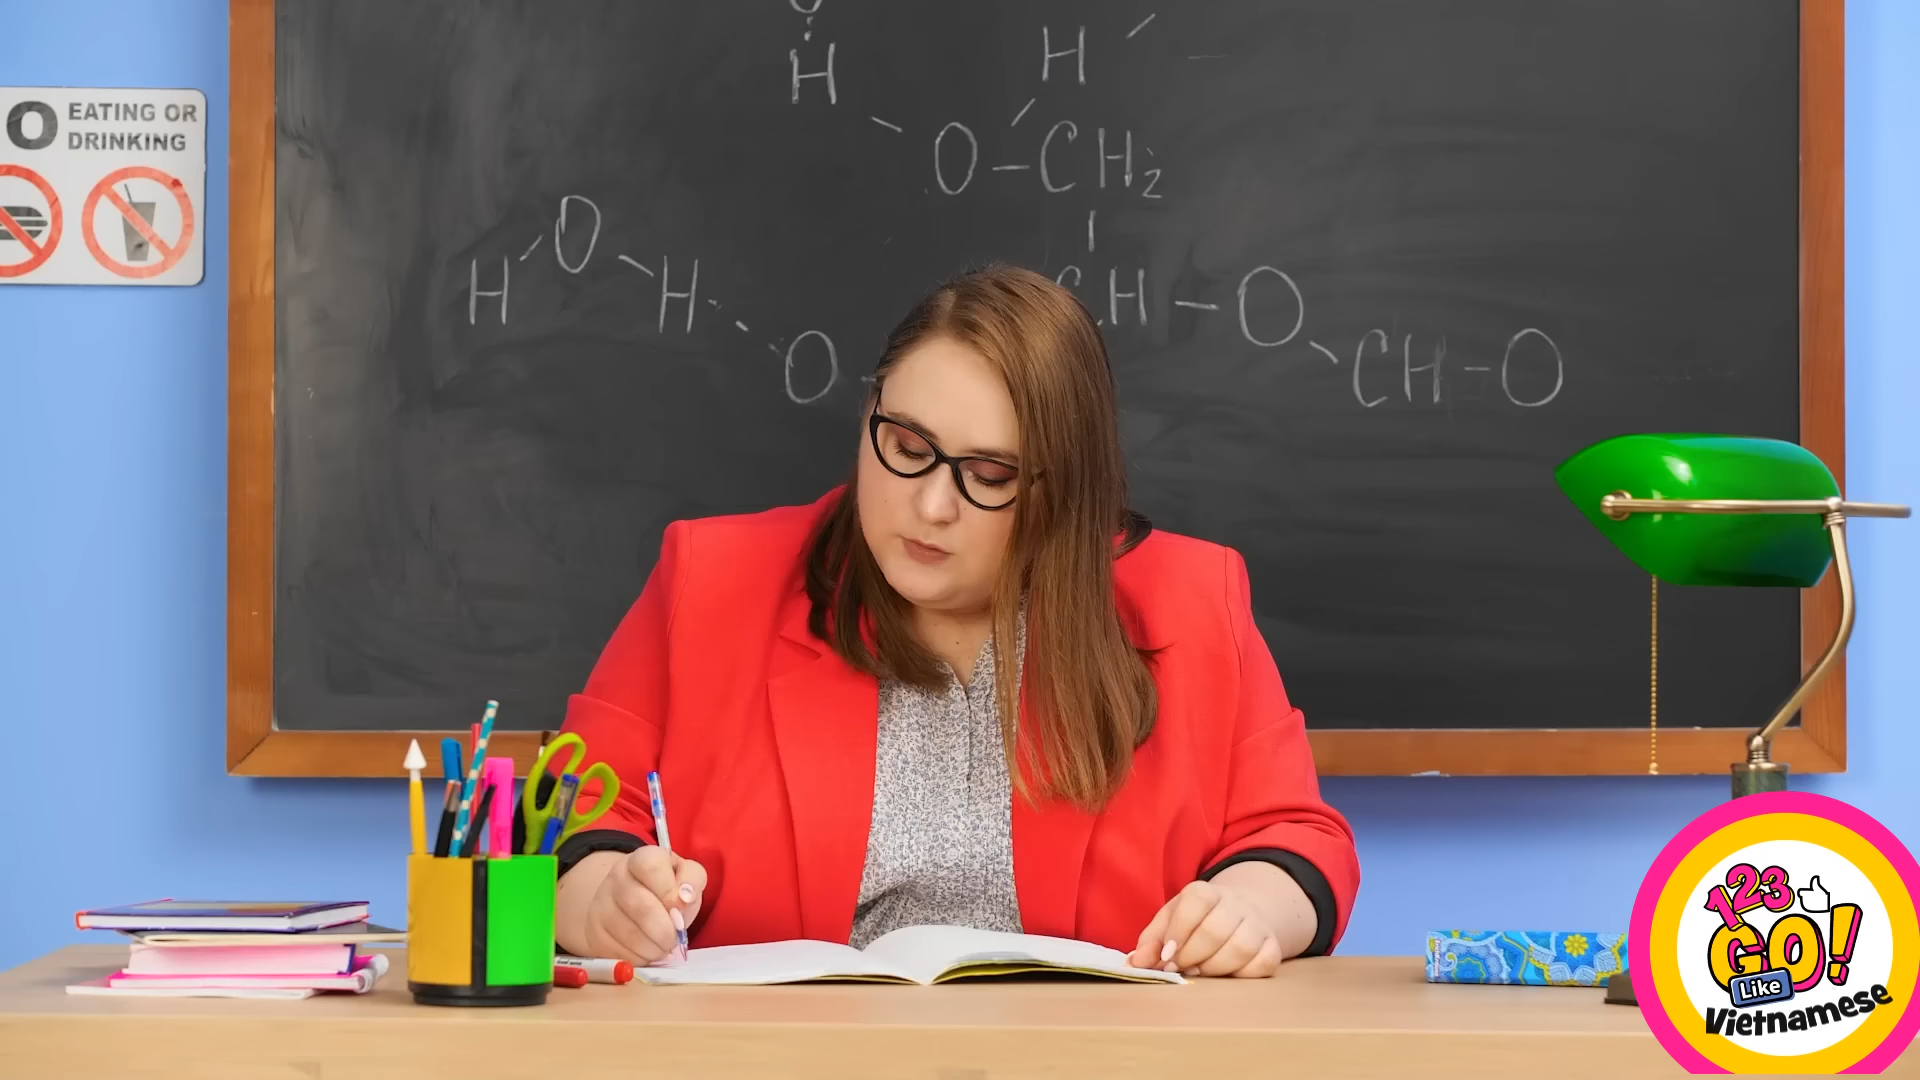 O EATING OR
DRINKING
H
H
O-CH2
H O H
O
CH-O
CH-O
123
GO!
Like
Vietnamese